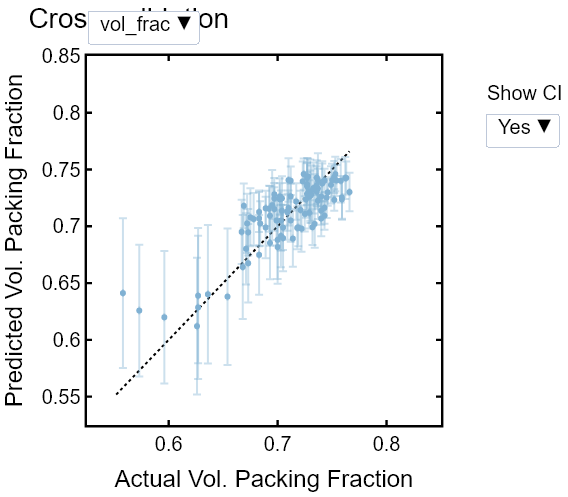 vol_frac ▼
0.85
0.8
0.75
0.7
0.65
0.6
0.55
Predicted Vol. Packing Fraction
0.6 0.7 0.8
Actual Vol. Packing Fraction
Show CI
Yes ▼